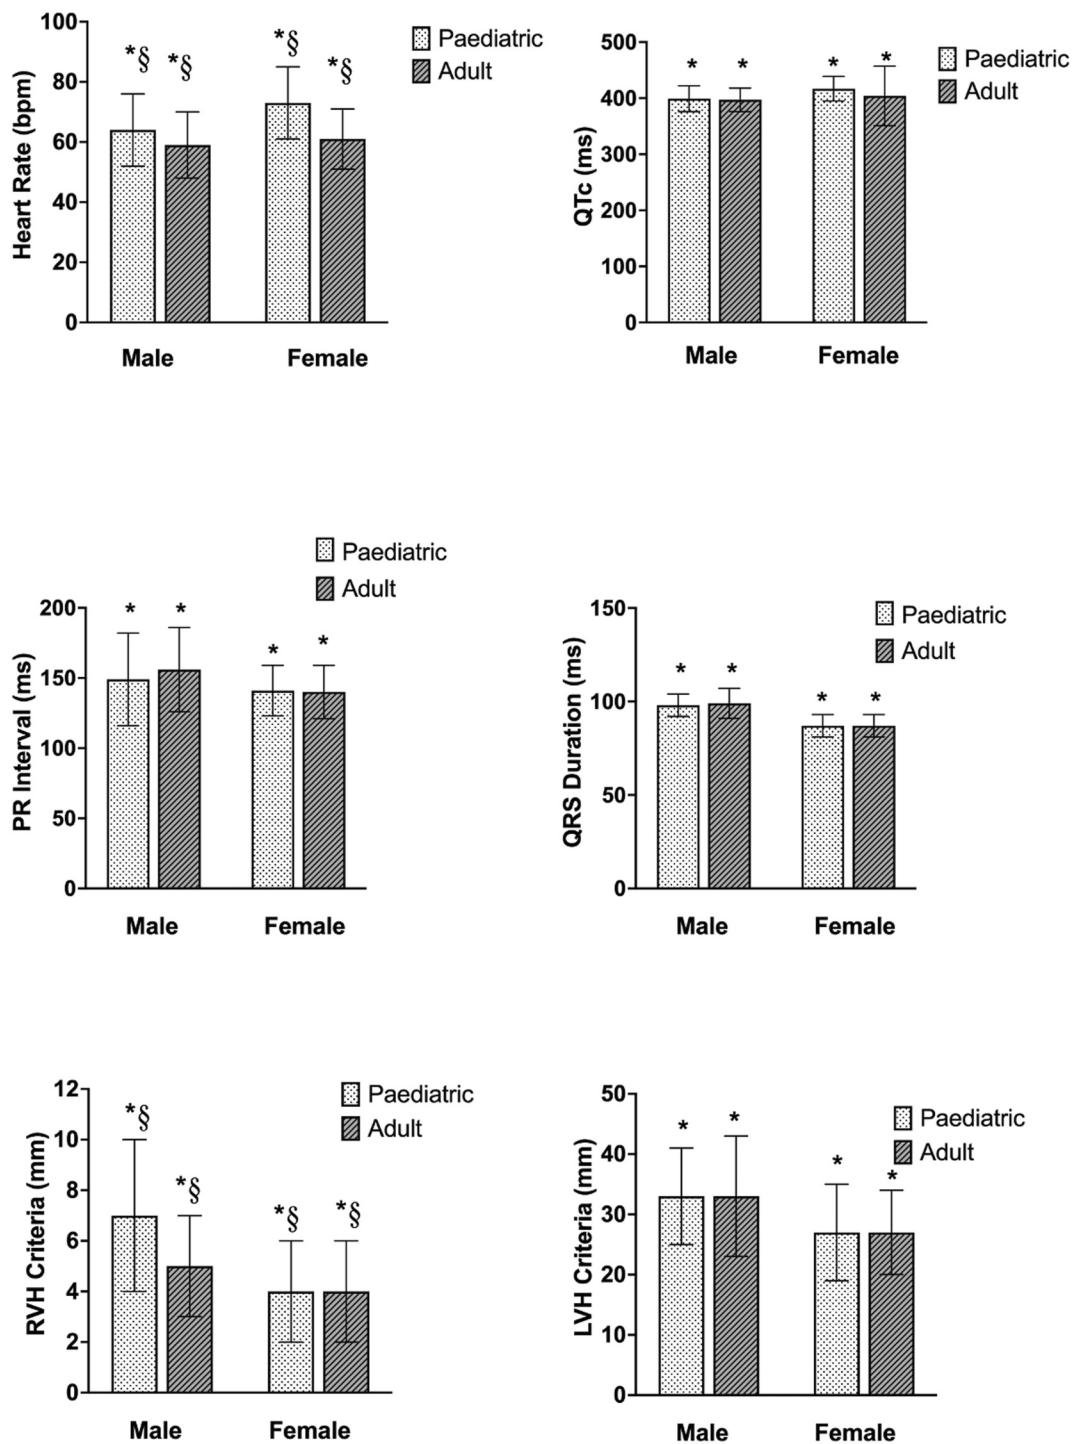 Heart Rate (bpm)
100
80
60
40
20
0
*§ *§ *§ *§
Male Female
Paediatric
Adult
QTc (ms)
500
400
300
200
100
0
* * * *
Male Female
Paediatric
Adult
PR Interval (ms)
200
150
100
50
0
* * * *
Male Female
Paediatric
Adult
QRS Duration (ms)
150
100
50
0
* * * *
Male Female
Paediatric
Adult
RVH Criteria (mm)
12
10
8
6
4
2
0
*§ *§ *§ *§
Male Female
Paediatric
Adult
LVH Criteria (mm)
50
40
30
20
10
0
* * * *
Male Female
Paediatric
Adult